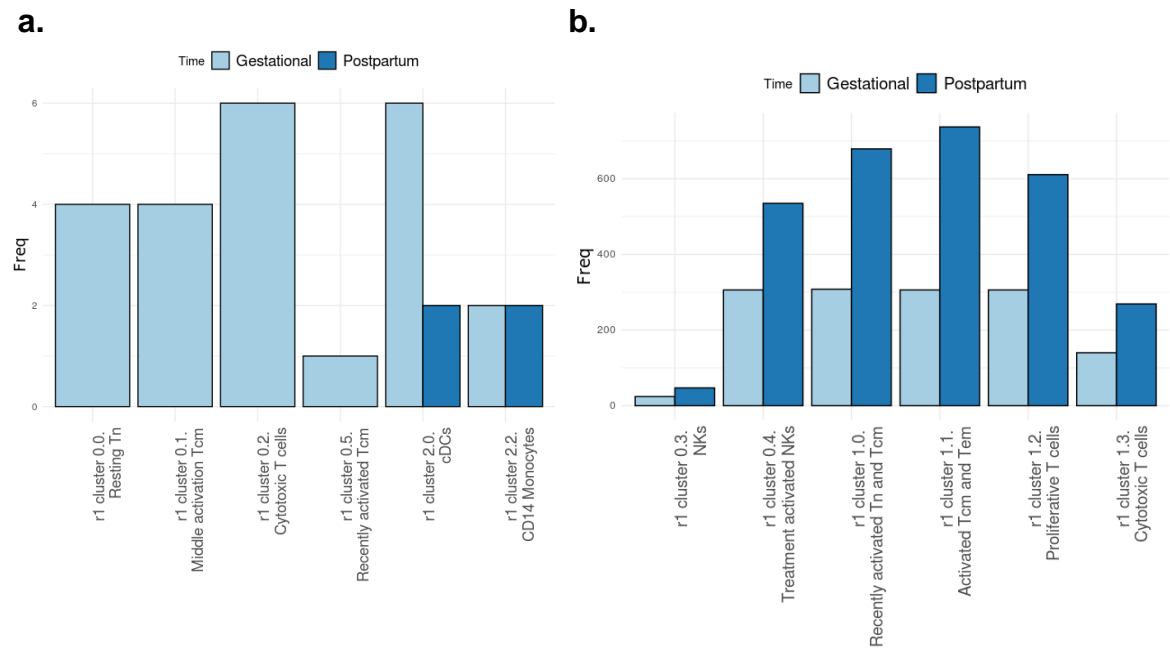 a.
Time Gestational Postpartum
Freq
6
4
2
0
r1 cluster 0.0.
Resting Tn
r1 cluster 0.1.
Middle activation Tcm
r1 cluster 0.2.
Cytotoxic T cells
r1 cluster 0.5.
Recently activated Tcm
r1 cluster 2.0.
cDCs
r1 cluster 2.2.
CD14 Monocytes
b.
Time Gestational Postpartum
Freq
600
400
200
0
r1 cluster 0.3.
NKs
r1 cluster 0.4.
Treatment activated NKs
r1 cluster 1.0.
Recently activated Tn and Tcm
r1 cluster 1.1.
Activated Tcm and Tem
r1 cluster 1.2.
Proliferative T cells
r1 cluster 1.3.
Cytotoxic T cells